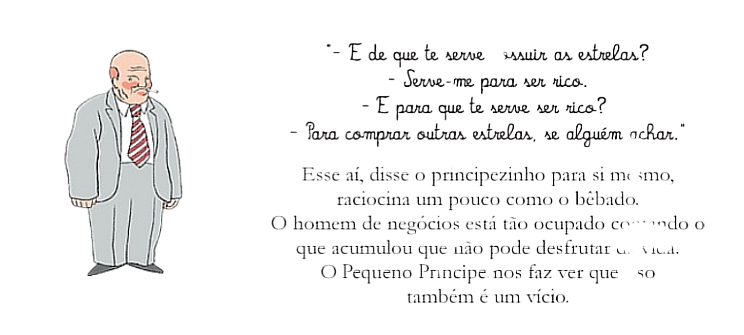 "- E de que te serve as estrelas?
- Serve-me para ser rico.
- E para que te serve ser rico?
- Para comprar outras estrelas, se alguém achar."
Esse aí, disse o principezinho para si mesmo,
raciocina um pouco como o bêbado.
O homem de negócios está tão ocupado o
que acumulou que não pode desfrutar
O Pequeno Príncipe nos faz ver que
também é um vício.